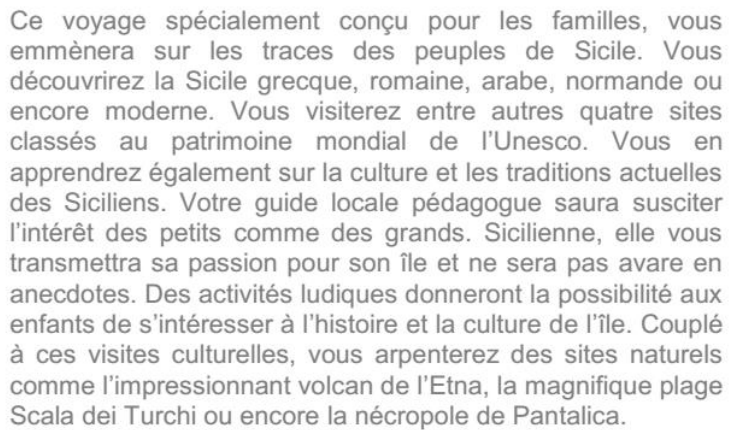 Ce voyage spécialement conçu pour les familles, vous
emmènera sur les traces des peuples de Sicile. Vous
découvrirez la Sicile grecque, romaine, arabe, normande ou
encore moderne. Vous visiterez entre autres quatre sites
classés au patrimoine mondial de l’Unesco. Vous en
apprendrez également sur la culture et les traditions actuelles
des Siciliens. Votre guide locale pédagogue saura susciter
l’intérêt des petits comme des grands. Sicilienne, elle vous
transmettra sa passion pour son île et ne sera pas avare en
anecdotes. Des activités ludiques donneront la possibilité aux
enfants de s’intéresser à l’histoire et la culture de l’île. Couplé
à ces visites culturelles, vous arpenterez des sites naturels
comme l’impressionnant volcan de l’Etna, la magnifique plage
Scala dei Turchi ou encore la nécropole de Pantalica.